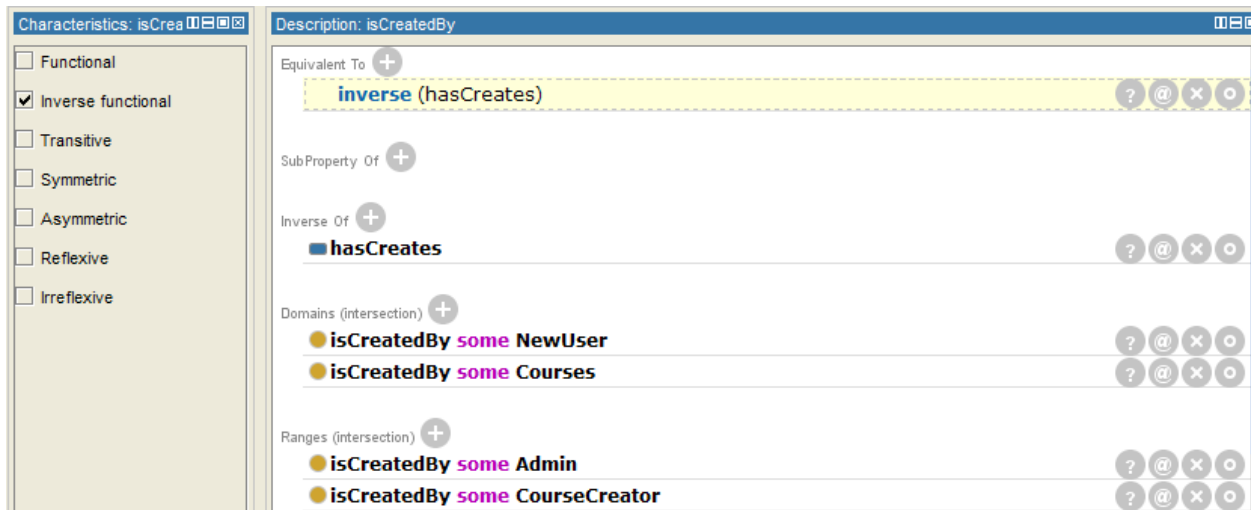 Characteristics: isCrea
Functional
Inverse functional
Transitive
Symmetric
Asymmetric
Reflexive
Irreflexive
Description: isCreatedBy
Equivalent To
inverse (hasCreates)
SubProperty Of
Inverse Of
hasCreates
Domains (intersection)
isCreatedBy some NewUser
isCreatedBy some Courses
Ranges (intersection)
isCreatedBy some Admin
isCreatedBy some CourseCreator